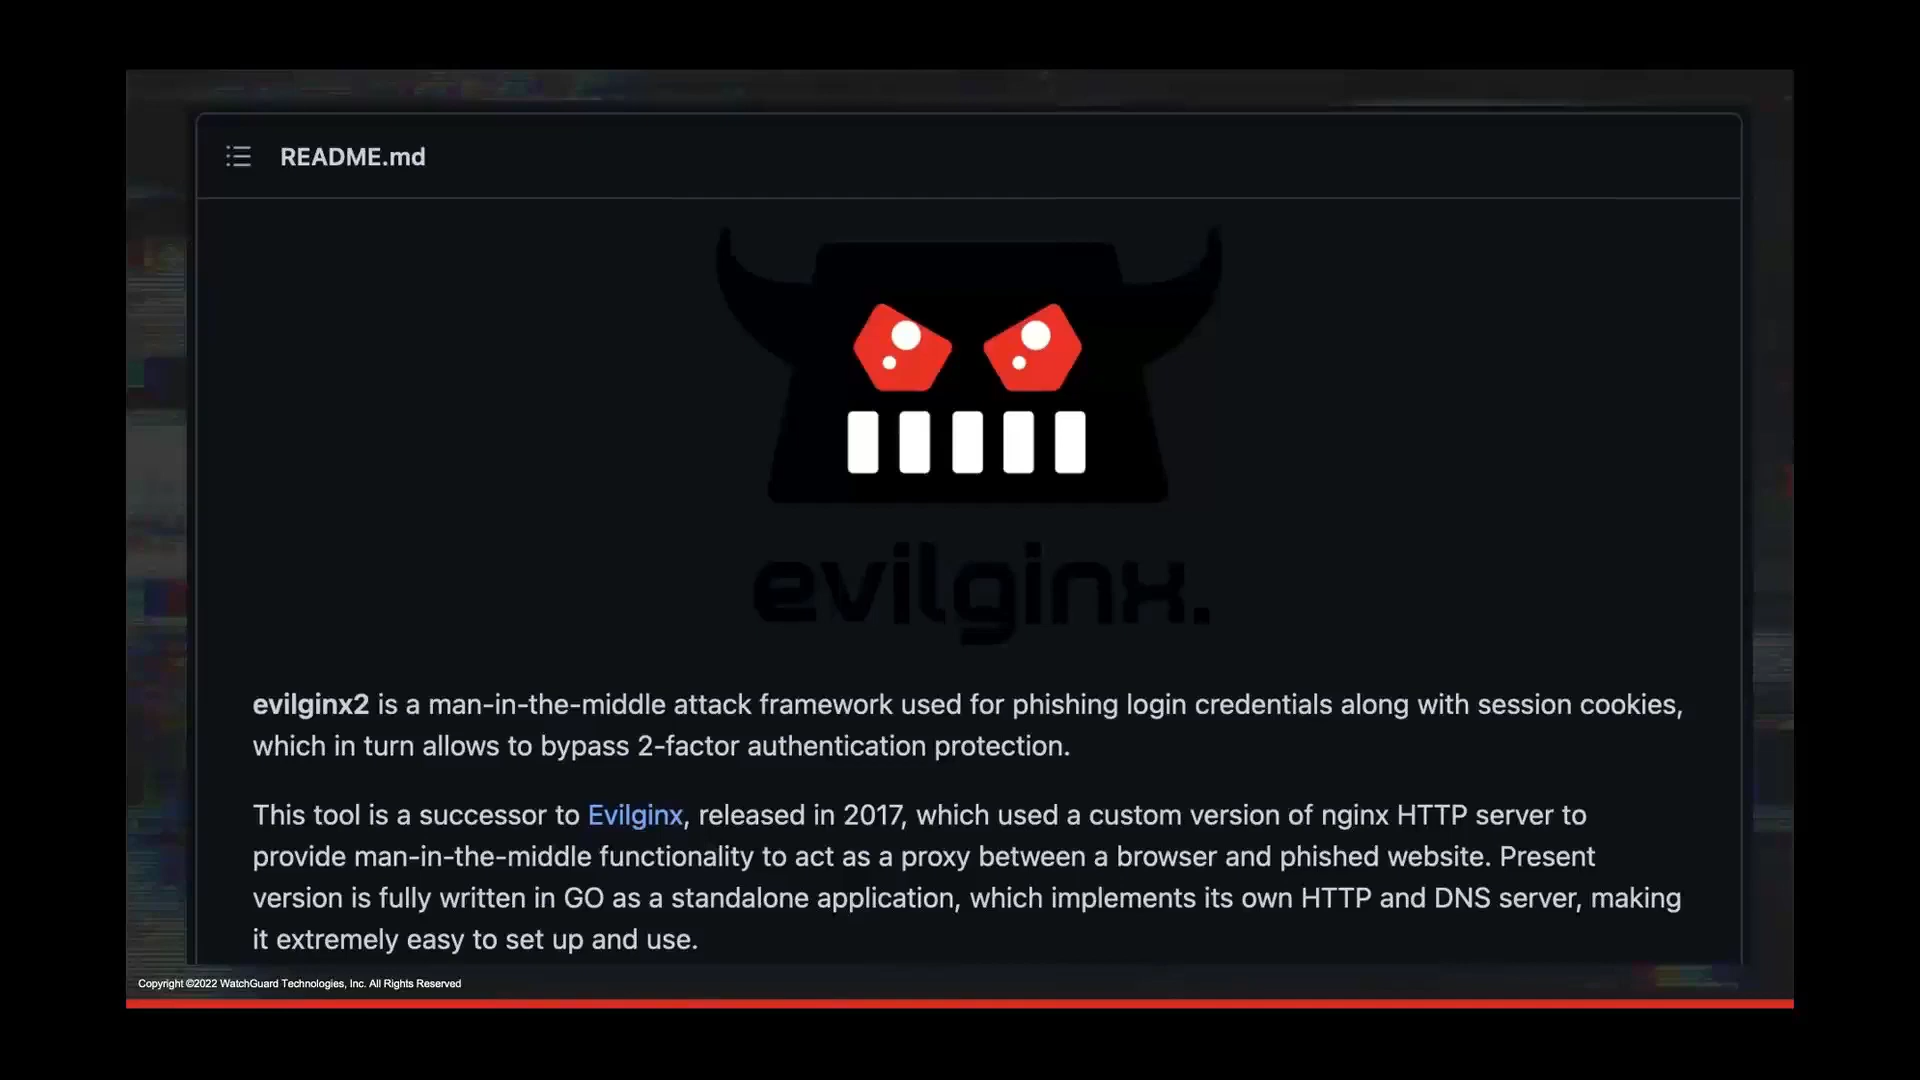 README.md
evilginx.
evilginx2 is a man-in-the-middle attack framework used for phishing login credentials along with session cookies,
which in turn allows to bypass 2-factor authentication protection.
This tool is a successor to Evilginx, released in 2017, which used a custom version of nginx HTTP server to
provide man-in-the-middle functionality to act as a proxy between a browser and phished website. Present
version is fully written in GO as a standalone application, which implements its own HTTP and DNS server, making
it extremely easy to set up and use.
Copyright ©2022 WatchGuard Technologies, Inc. All Rights Reserved